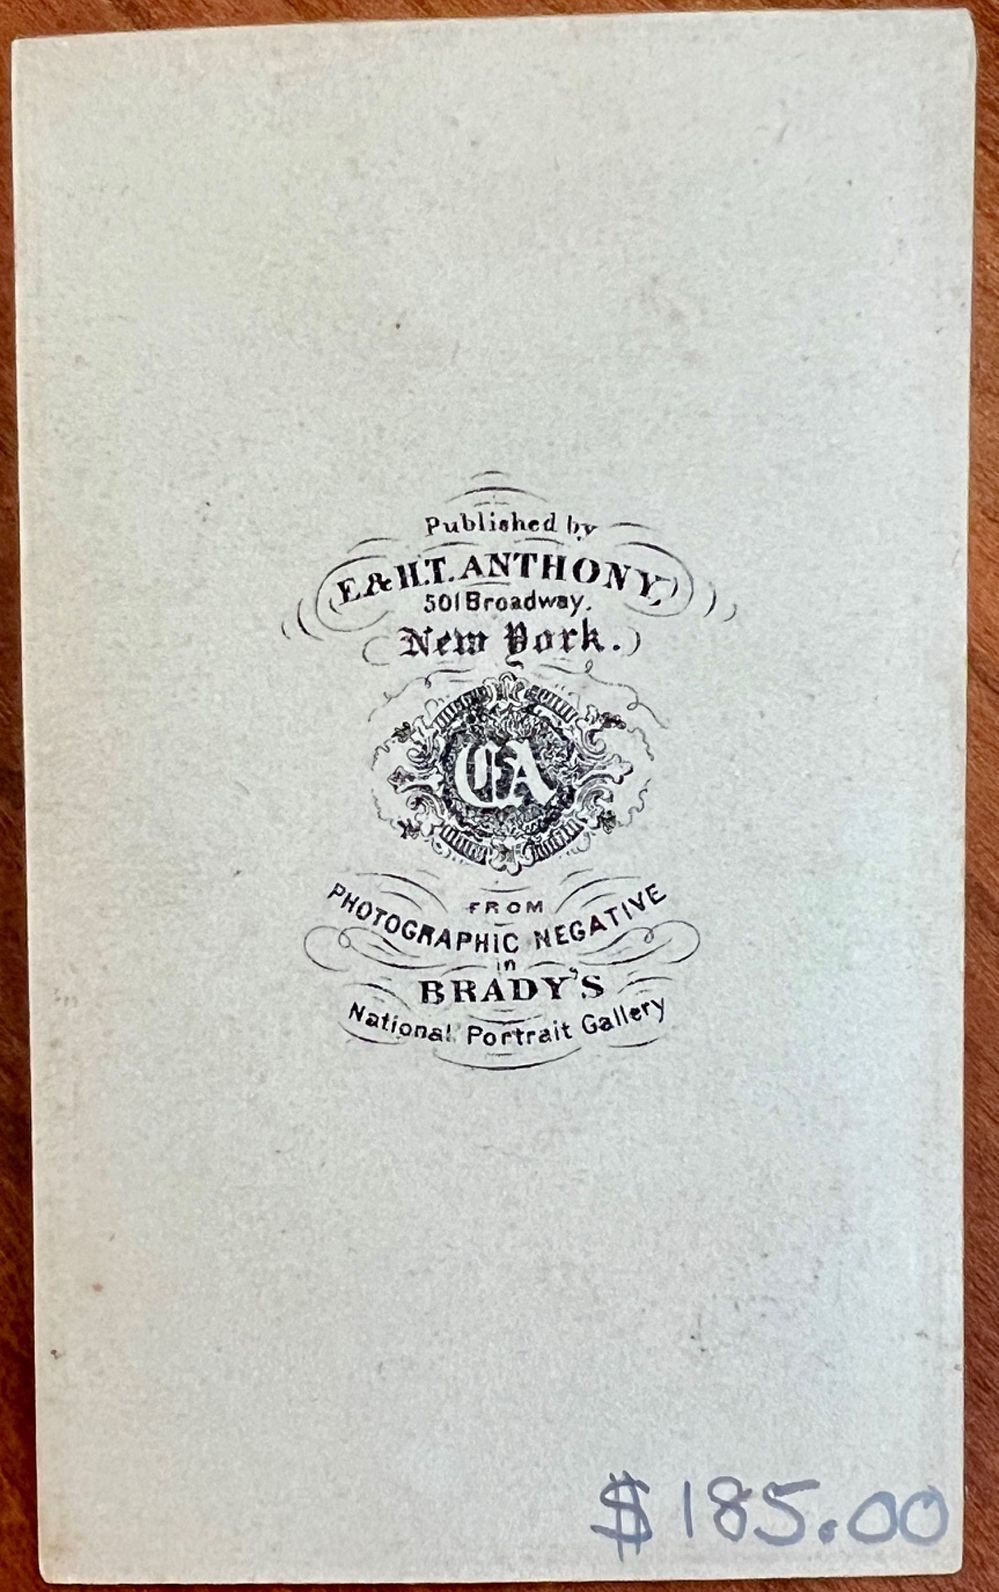 Published by
E. & H.T. ANTHONY,
501 Broadway.
New York.
EA
FROM
PHOTOGRAPHIC NEGATIVE
in
BRADY'S
National Portrait Gallery
$185.00